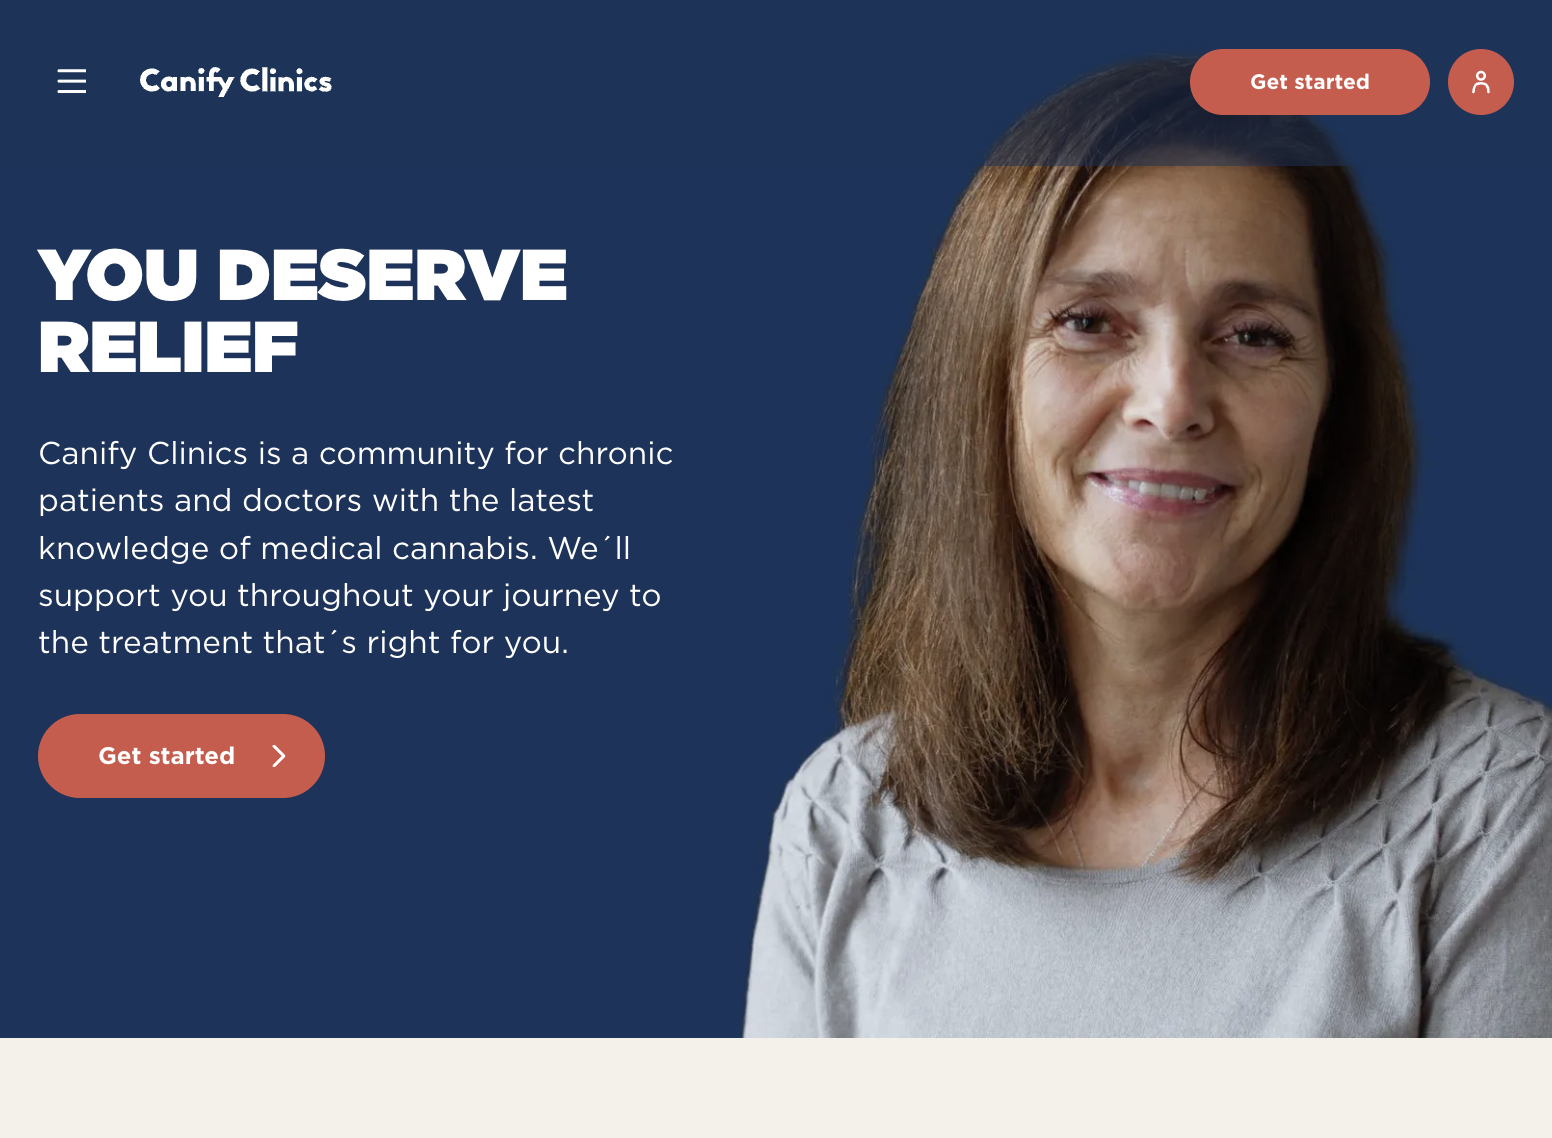 Canify Clinics
Get started
YOU DESERVE
RELIEF
Canify Clinics is a community for chronic
patients and doctors with the latest
knowledge of medical cannabis. We´ll
support you throughout your journey to
the treatment that´s right for you.
Get started